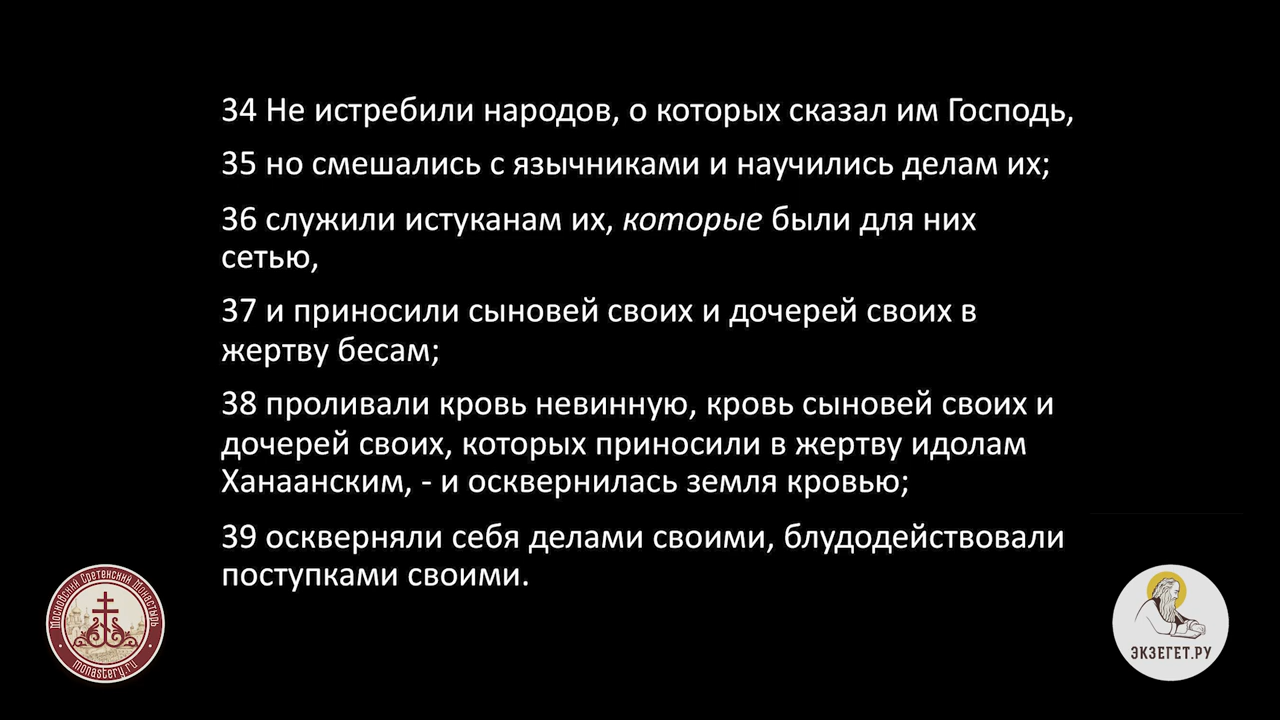 34 Не истребили народов, о которых сказал им Господь,
35 но смешались с язычниками и научились делам их;
36 служили истуканам их, которые были для них
сетью,
37 и приносили сыновей своих и дочерей своих в
жертву бесам;
38 проливали кровь невинную, кровь сыновей своих и
дочерей своих, которых приносили в жертву идолам
Ханаанским, - и осквернилась земля кровью;
39 оскверняли себя делами своими, блудодействовали
поступками своими.
Московский Сретенский Монастырь
monastery.ru
ЭКЗЕГЕТ.РУ